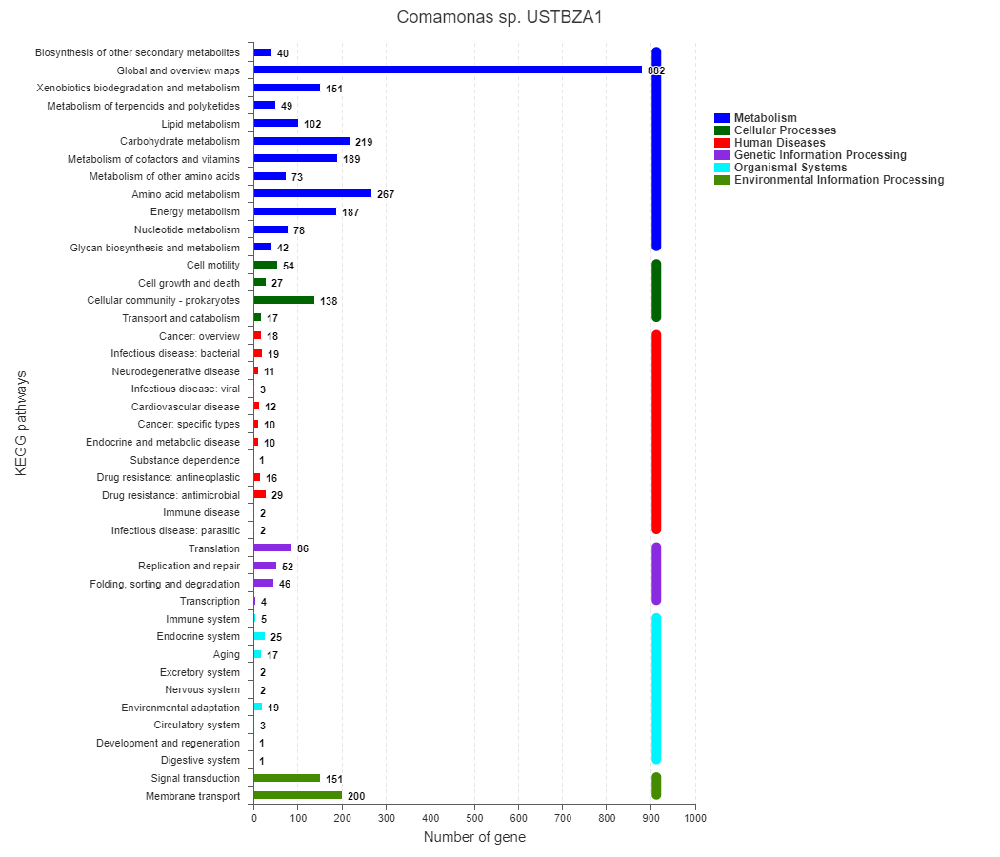 Comamonas sp. USTBZA1
Biosynthesis of other secondary metabolites 40
Global and overview maps 882
Xenobiotics biodegradation and metabolism 151
Metabolism of terpenoids and polyketides 49
Lipid metabolism 102
Carbohydrate metabolism 219
Metabolism of cofactors and vitamins 189
Metabolism of other amino acids 73
Amino acid metabolism 267
Energy metabolism 187
Nucleotide metabolism 78
Glycan biosynthesis and metabolism 42
Cell motility 54
Cell growth and death 27
Cellular community - prokaryotes 138
Transport and catabolism 17
Cancer: overview 18
Infectious disease: bacterial 19
Neurodegenerative disease 11
Infectious disease: viral 3
Cardiovascular disease 12
Cancer: specific types 10
Endocrine and metabolic disease 10
Substance dependence 1
Drug resistance: antineoplastic 16
Drug resistance: antimicrobial 29
Immune disease 2
Infectious disease: parasitic 2
Translation 86
Replication and repair 52
Folding, sorting and degradation 46
Transcription 4
Immune system 5
Endocrine system 25
Aging 17
Excretory system 2
Nervous system 2
Environmental adaptation 19
Circulatory system 3
Development and regeneration 1
Digestive system 1
Signal transduction 151
Membrane transport 200
0 100 200 300 400 500 600 700 800 900 1000
Number of gene
KEGG pathways
Metabolism
Cellular Processes
Human Diseases
Genetic Information Processing
Organismal Systems
Environmental Information Processing